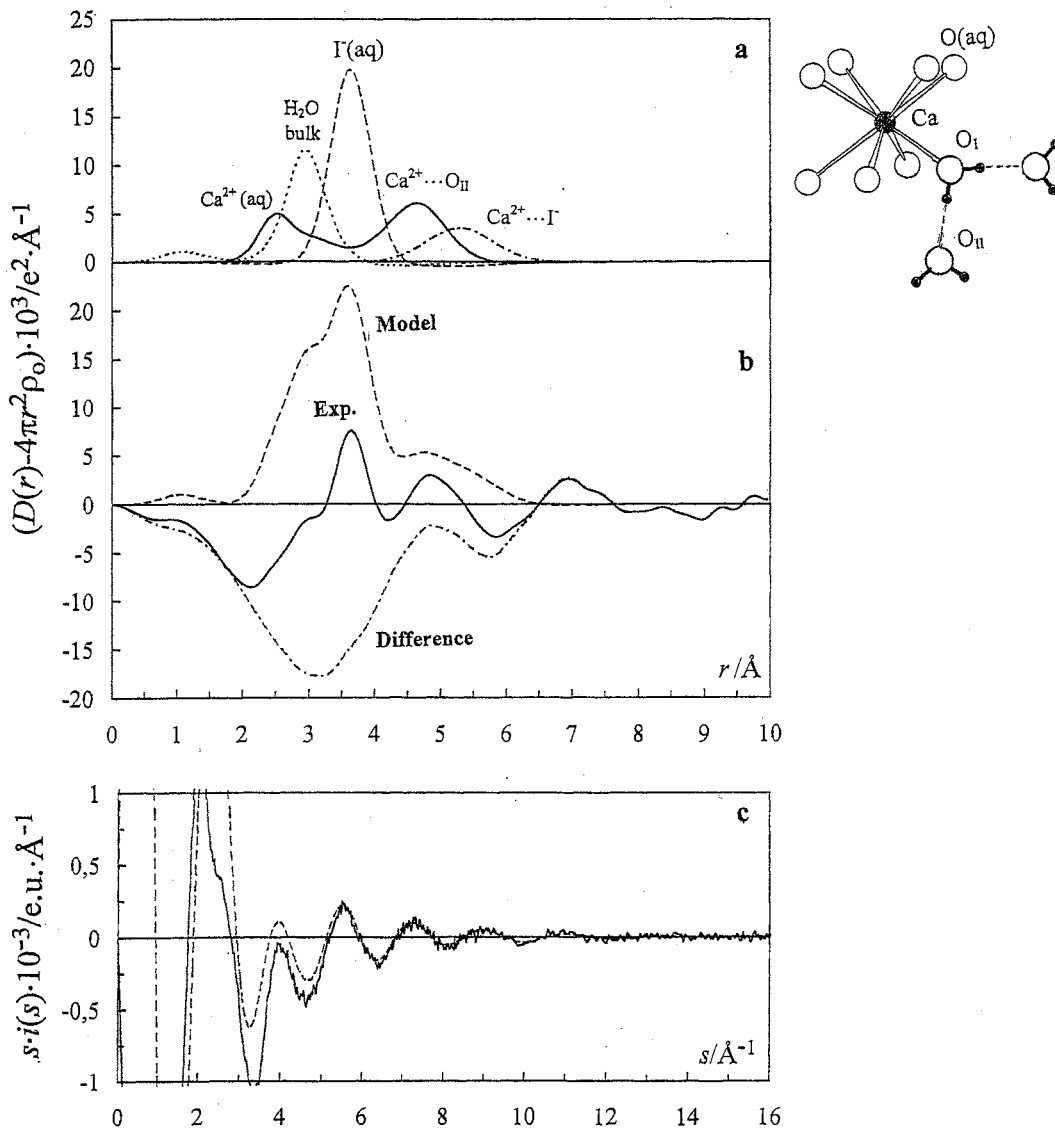 (D(r)-4πr²ρₒ)·10³/e²·Å⁻¹
25
20
15
10
5
0
a
I⁻(aq)
H₂O
bulk
Ca²⁺(aq)
Ca²⁺···O_II
Ca²⁺···I⁻
O(aq)
Ca
O_I
O_II
20
15
10
5
0
-5
-10
-15
-20
b
Model
Exp.
Difference
r/Å
0 1 2 3 4 5 6 7 8 9 10
s·i(s)·10⁻³/e.u.·Å⁻¹
1
0,5
0
-0,5
-1
c
s/Å⁻¹
0 2 4 6 8 10 12 14 16